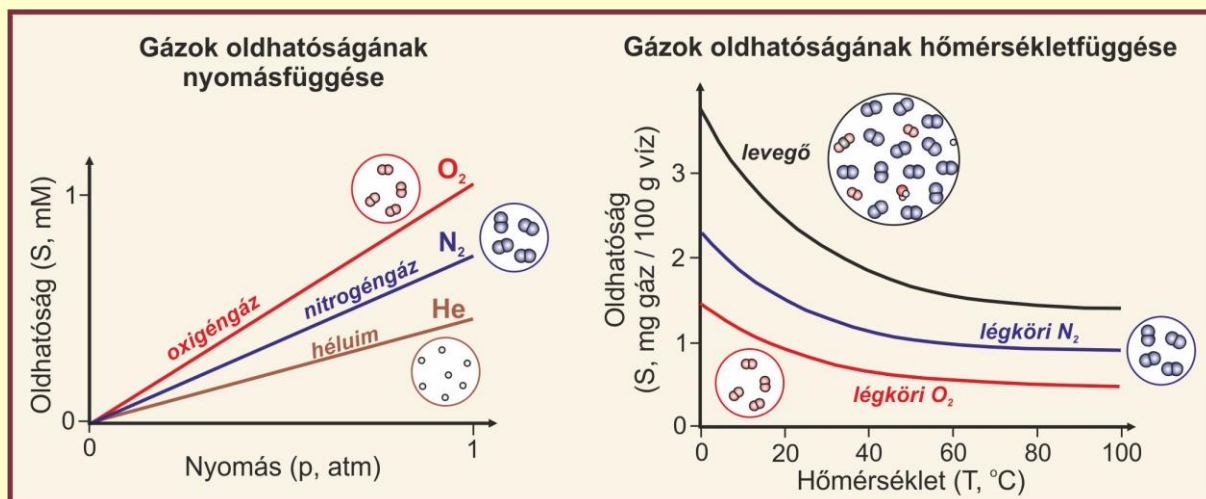 Gázok oldhatóságának
nyomásfüggése
Oldhatóság (S, mM)
1
0
O₂
N₂
He
oxigéngáz
nitrogéngáz
héluim
0
1
Nyomás (p, atm)
Gázok oldhatóságának hőmérsékletfüggése
Oldhatóság
(S, mg gáz / 100 g víz)
3
2
1
0
levegő
légköri N₂
légköri O₂
0
20
40
60
80
100
Hőmérséklet (T, °C)